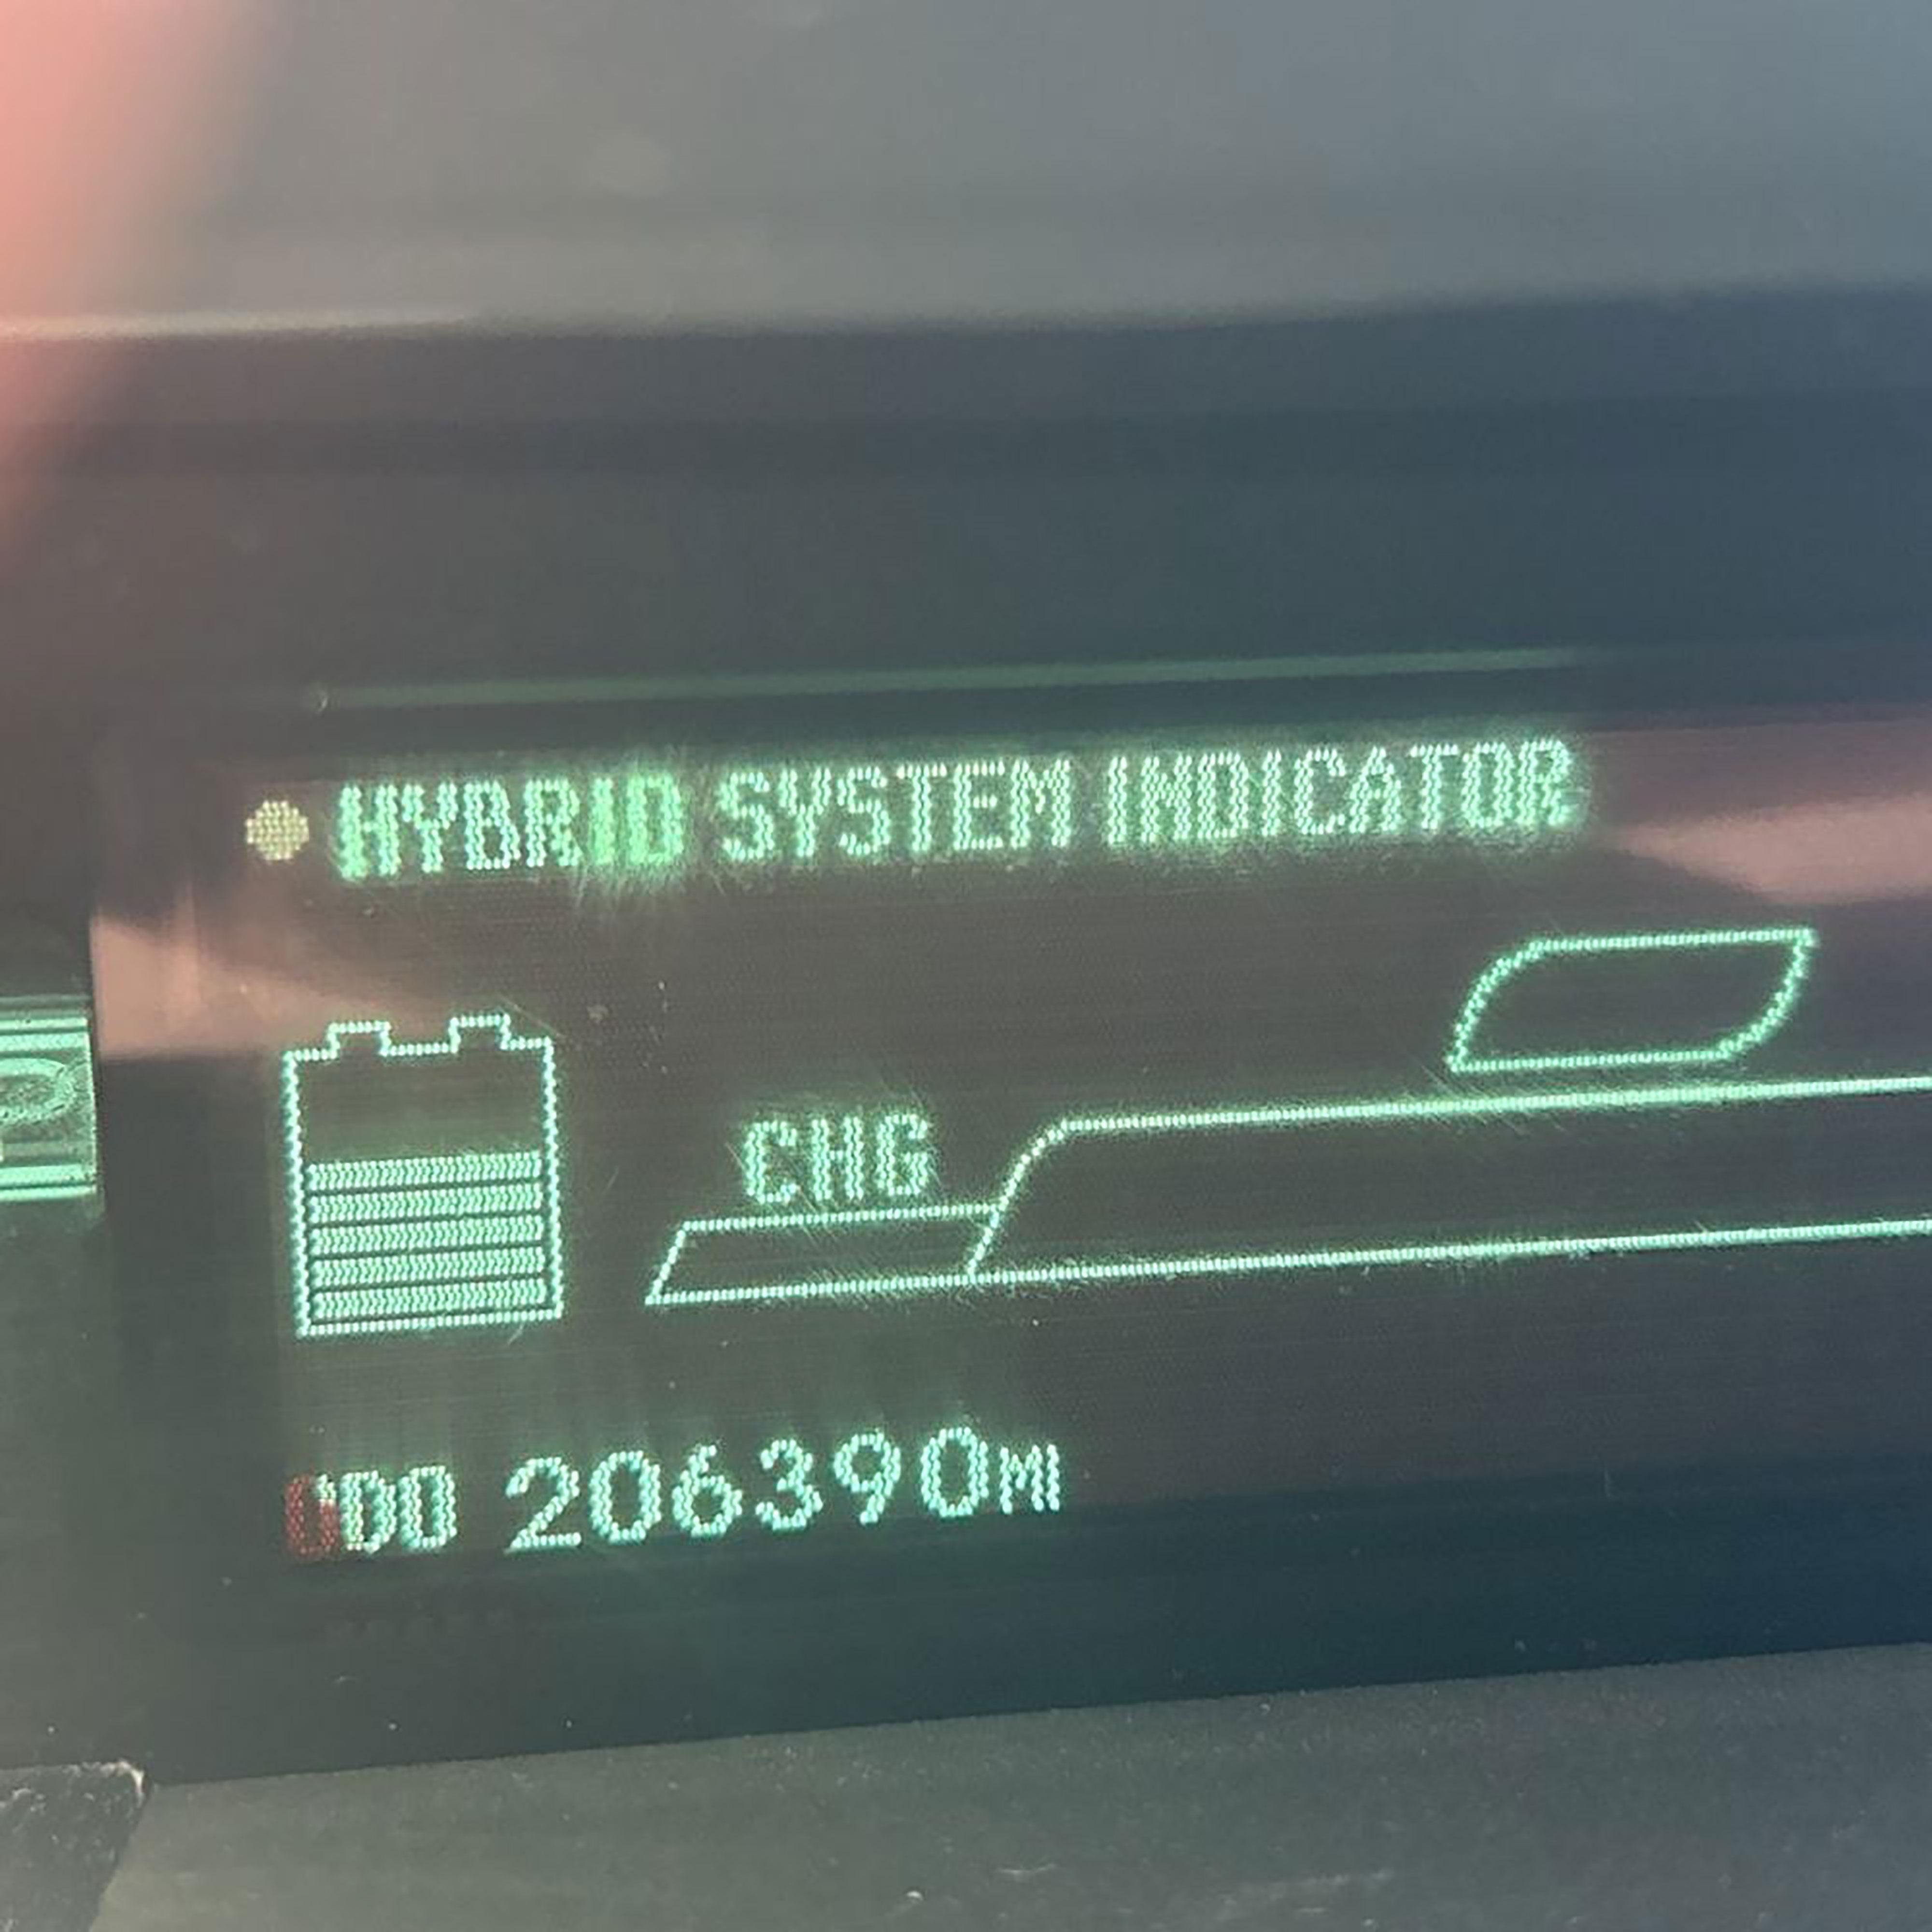 HYBRID SYSTEM INDICATOR
CHG
ODO 206390MI